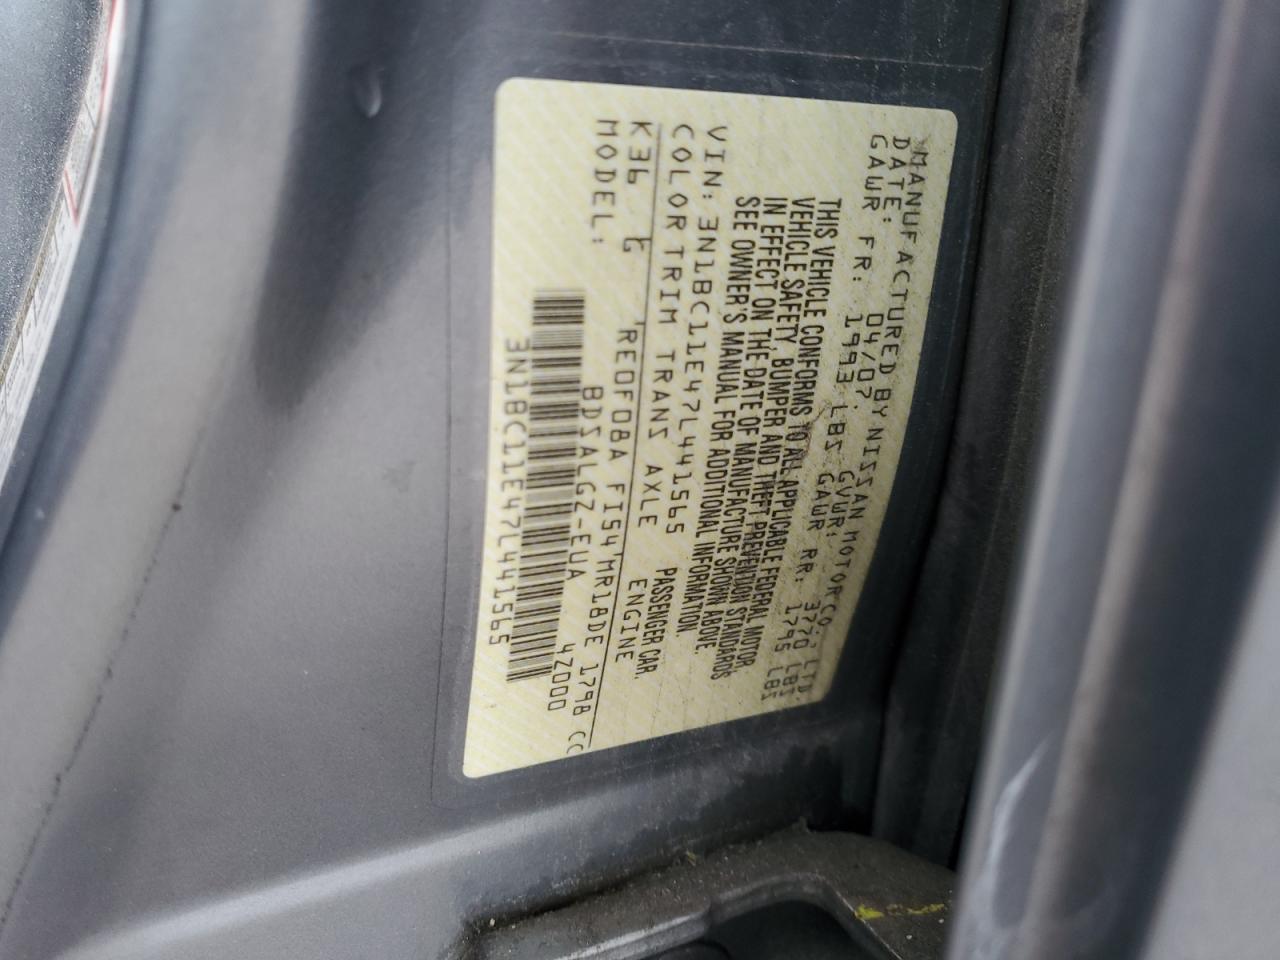 MANUFACTURED BY NISSAN MOTOR CO., LTD.
DATE: 04/07. GVWR: 3770 LBS
GAWR FR: 1993 LBS GAWR RR: 1795 LBS
THIS VEHICLE CONFORMS TO ALL APPLICABLE FEDERAL MOTOR
VEHICLE SAFETY, BUMPER AND THEFT PREVENTION STANDARDS
IN EFFECT ON THE DATE OF MANUFACTURE SHOWN ABOVE.
SEE OWNER'S MANUAL FOR ADDITIONAL INFORMATION.
VIN: 3N1BC11E47L441565 PASSENGER CAR.
COLOR TRIM TRANS AXLE ENGINE
K36 G RE0F08A FI54 MR18DE 1798 CC
MODEL: BDSALGZ-EUA 4Z000
3N1BC11E47L441565